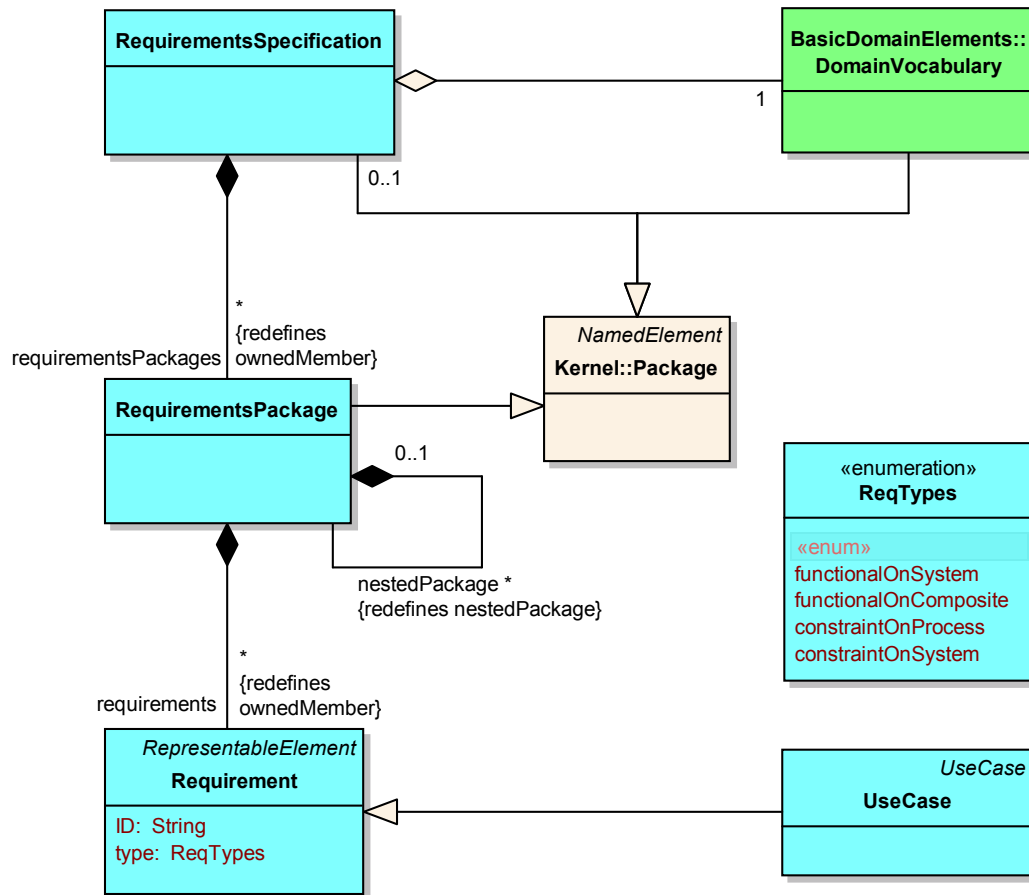 RequirementsSpecification
BasicDomainElements::
DomainVocabulary
1
0..1
*
{redefines
ownedMember}
requirementsPackages
NamedElement
Kernel::Package
RequirementsPackage
0..1
nestedPackage *
{redefines nestedPackage}
«enumeration»
ReqTypes
«enum»
functionalOnSystem
functionalOnComposite
constraintOnProcess
constraintOnSystem
*
{redefines
ownedMember}
requirements
RepresentableElement
Requirement
ID: String
type: ReqTypes
UseCase
UseCase